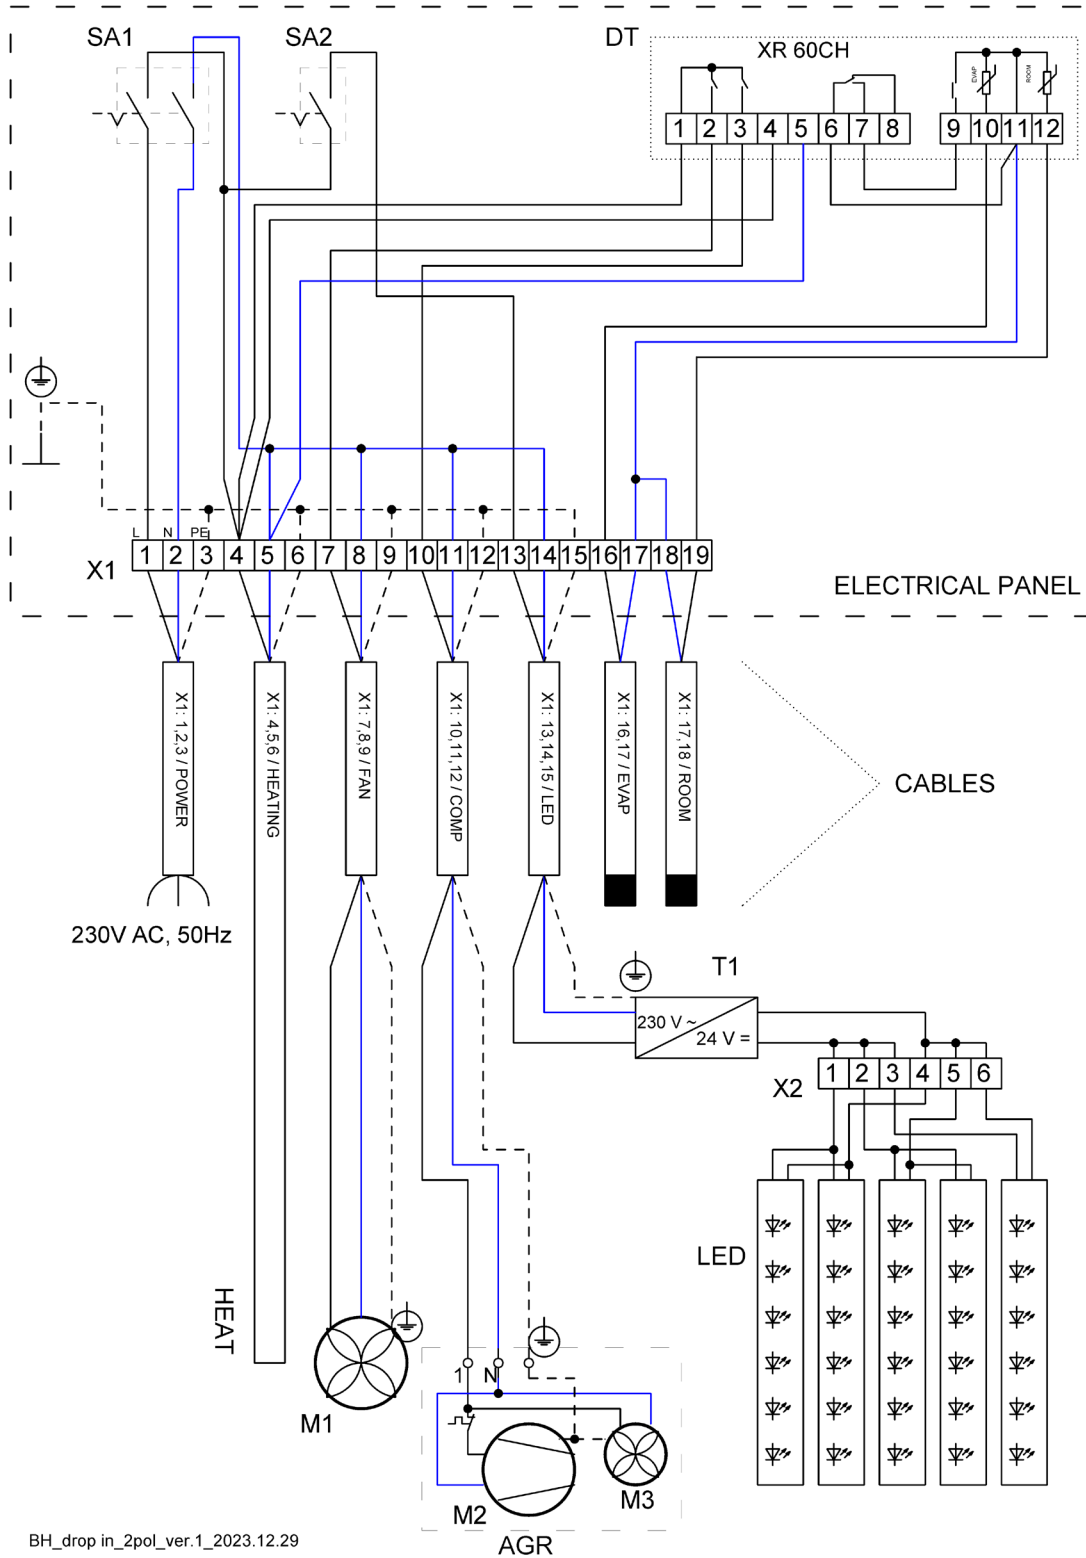 SA1
SA2
DT
XR 60CH
EVAP
ROOM
1 2 3 4 5 6 7 8
9 10 11 12
L N PE
X1
1 2 3 4 5 6 7 8 9 10 11 12 13 14 15 16 17 18 19
ELECTRICAL PANEL
X1: 1,2,3 / POWER
X1: 4,5,6 / HEATING
X1: 7,8,9 / FAN
X1: 10,11,12 / COMP
X1: 13,14,15 / LED
X1: 16,17 / EVAP
X1: 17,18 / ROOM
CABLES
230V AC, 50Hz
T1
230 V ~
24 V =
X2
1 2 3 4 5 6
LED
HEAT
M1
1 N
M2
M3
AGR
BH_drop in_2pol_ver.1_2023.12.29